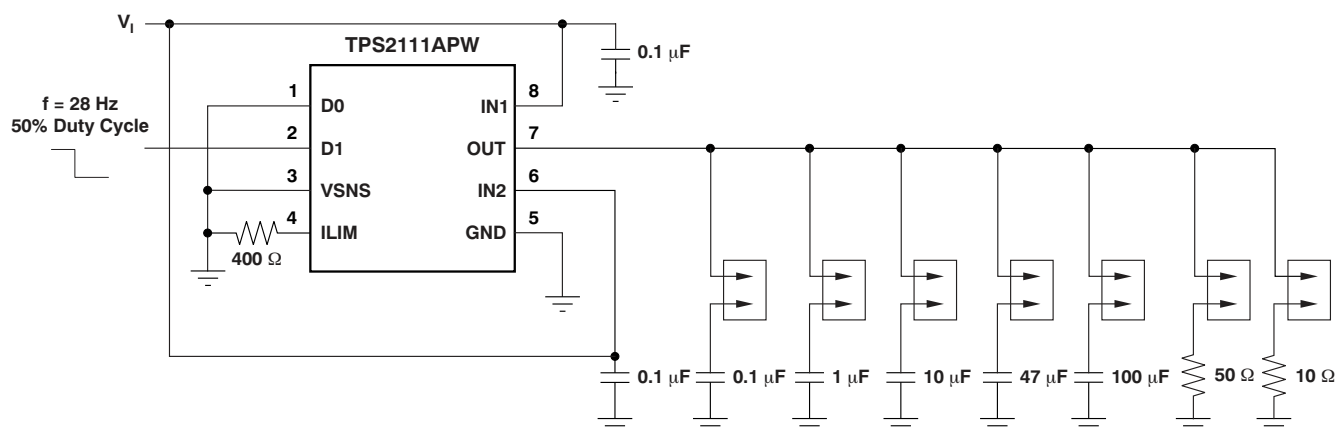 V_I
TPS2111APW
0.1 μF
f = 28 Hz
50% Duty Cycle
1 D0 IN1 8
2 D1 OUT 7
3 VSNS IN2 6
4 ILIM GND 5
400 Ω
0.1 μF 0.1 μF 1 μF 10 μF 47 μF 100 μF 50 Ω 10 Ω